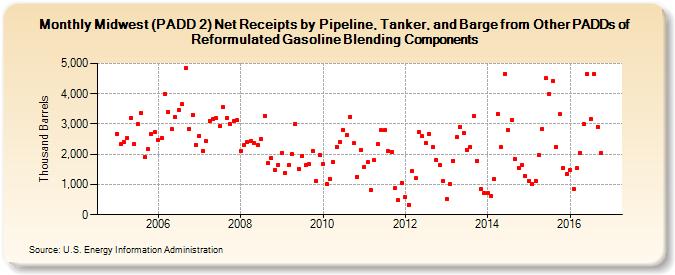 Monthly Midwest (PADD 2) Net Receipts by Pipeline, Tanker, and Barge from Other PADDs of
Reformulated Gasoline Blending Components
Thousand Barrels
5,000
4,000
3,000
2,000
1,000
0
2006 2008 2010 2012 2014 2016
Source: U.S. Energy Information Administration